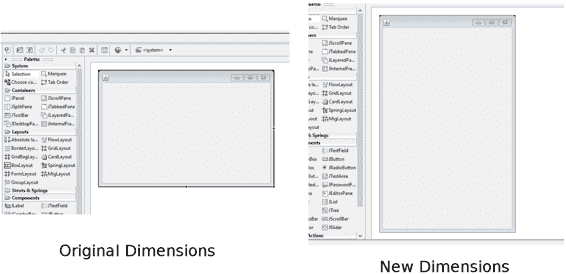 <system>
Palette
System
Selection
Marquee
Choose co...
Tab Order
Containers
JPanel
JScrollPane
JSplitPane
JTabbedPane
JToolBar
JLayeredPa...
JDesktopPa...
JInternalFra...
Layouts
Absolute la...
FlowLayout
BorderLayo...
GridLayout
GridBagLay...
CardLayout
BoxLayout
SpringLayout
FormLayout
MigLayout
GroupLayout
Struts & Springs
Components
JLabel
JTextField
Original Dimensions
Marquee
Tab Order
JScrollPane
JTabbedPane
JLayeredPa...
JInternalFra...
FlowLayout
GridLayout
CardLayout
SpringLayout
MigLayout
& Springs
JTextField
JButton
JRadioButton
JTextArea
JPasswordF...
JEditorPane
JList
JTree
JScrollBar
JSlider
New Dimensions